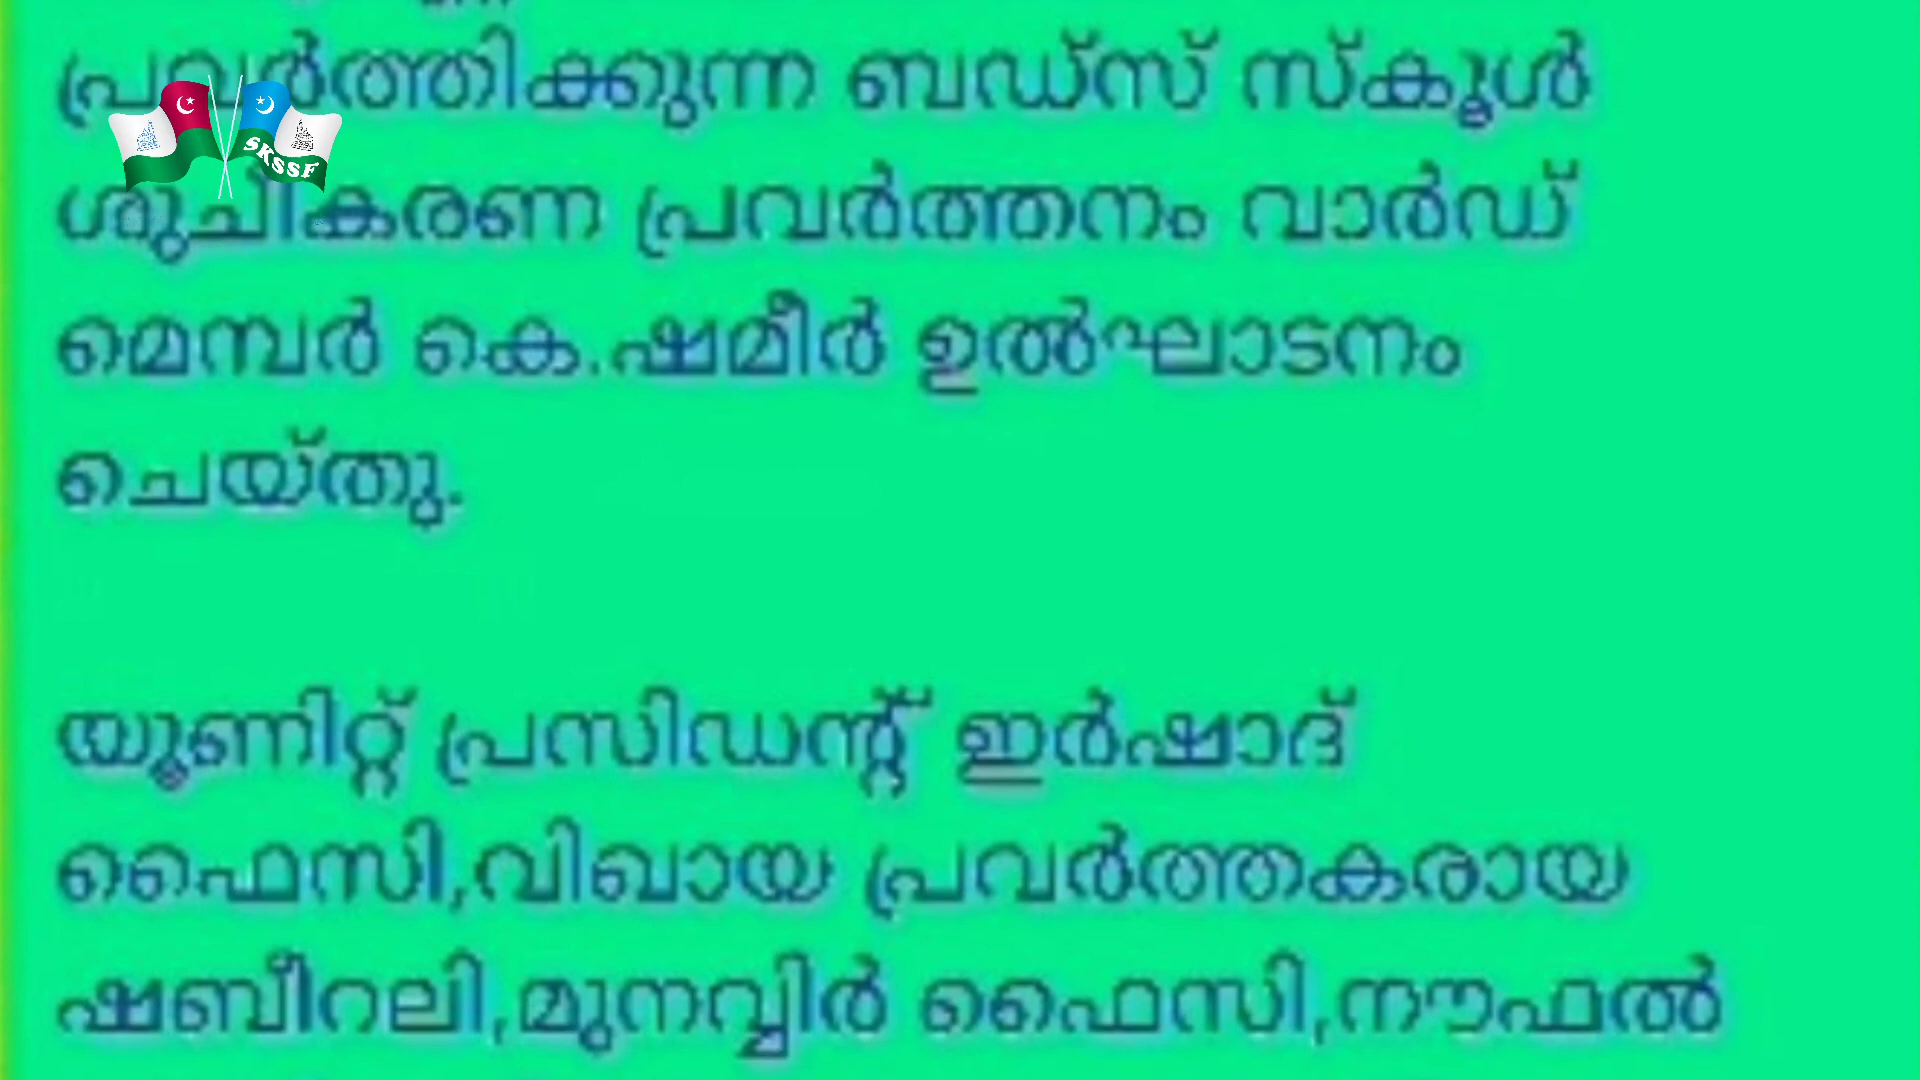 പ്രവർത്തിക്കുന്ന ബഡ്സ് സ്കൂൾ
SKSSF
ശുചീകരണ പ്രവർത്തനം വാർഡ്
മെമ്പർ കെ.ഷമീർ ഉൽഘാടനം
ചെയ്തു.
യൂണിറ്റ് പ്രസിഡന്റ് ഇർഷാദ്
ഫൈസി,വിഖായ പ്രവർത്തകരായ
ഷബീറലി,മുനവ്വിർ ഫൈസി,നൗഫൽ